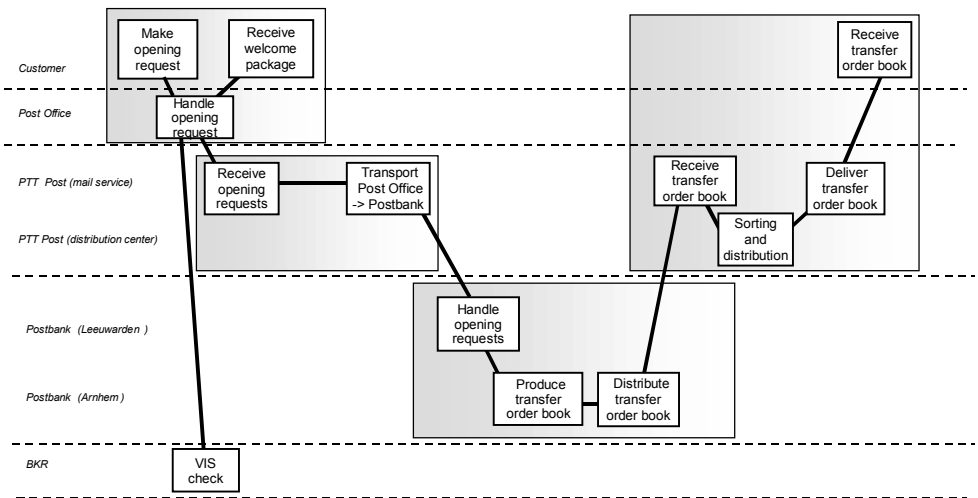 Make
opening
request
Receive
welcome
package
Receive
transfer
order book
Customer
Post Office
Handle
opening
request
PTT Post (mail service)
Receive
opening
requests
Transport
Post Office
-> Postbank
Receive
transfer
order book
Deliver
transfer
order book
PTT Post (distribution center)
Sorting
and
distribution
Postbank (Leeuwarden )
Handle
opening
requests
Postbank (Arnhem )
Produce
transfer
order book
Distribute
transfer
order book
BKR
VIS
check